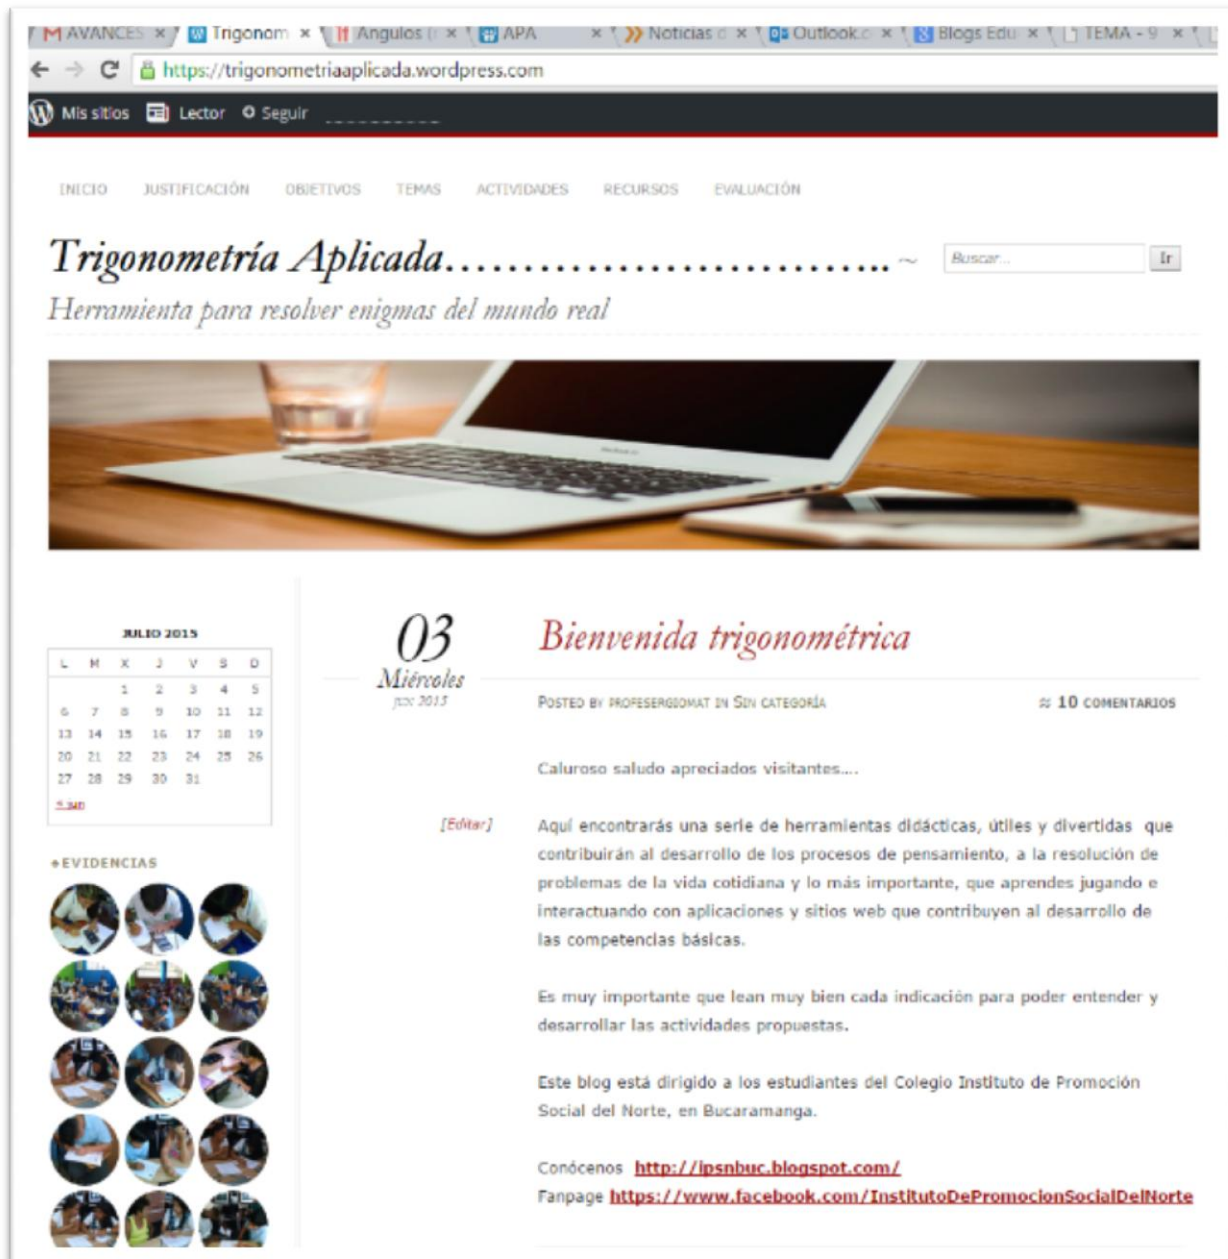 AVANCES
Trigonom
Angulos (r
APA
Noticias d
Outlook.c
Blogs Edu
TEMA - 9
https://trigonometriaaplicada.wordpress.com
Mis sitios Lector Seguir
INICIO JUSTIFICACIÓN OBJETIVOS TEMAS ACTIVIDADES RECURSOS EVALUACIÓN
Trigonometría Aplicada............................. ~
Buscar... Ir
Herramienta para resolver enigmas del mundo real
JULIO 2015
L M X J V S D
1 2 3 4 5
6 7 8 9 10 11 12
13 14 15 16 17 18 19
20 21 22 23 24 25 26
27 28 29 30 31
« jun
+EVIDENCIAS
03
Miércoles
JUN 2015
[Editar]
Bienvenida trigonométrica
POSTED BY PROFESERGIOMAT IN SIN CATEGORÍA
≈ 10 COMENTARIOS
Caluroso saludo apreciados visitantes....
Aquí encontrarás una serie de herramientas didácticas, útiles y divertidas que
contribuirán al desarrollo de los procesos de pensamiento, a la resolución de
problemas de la vida cotidiana y lo más importante, que aprendes jugando e
interactuando con aplicaciones y sitios web que contribuyen al desarrollo de
las competencias básicas.
Es muy importante que lean muy bien cada indicación para poder entender y
desarrollar las actividades propuestas.
Este blog está dirigido a los estudiantes del Colegio Instituto de Promoción
Social del Norte, en Bucaramanga.
Conócenos http://ipsnbuc.blogspot.com/
Fanpage https://www.facebook.com/InstitutoDePromocionSocialDelNorte